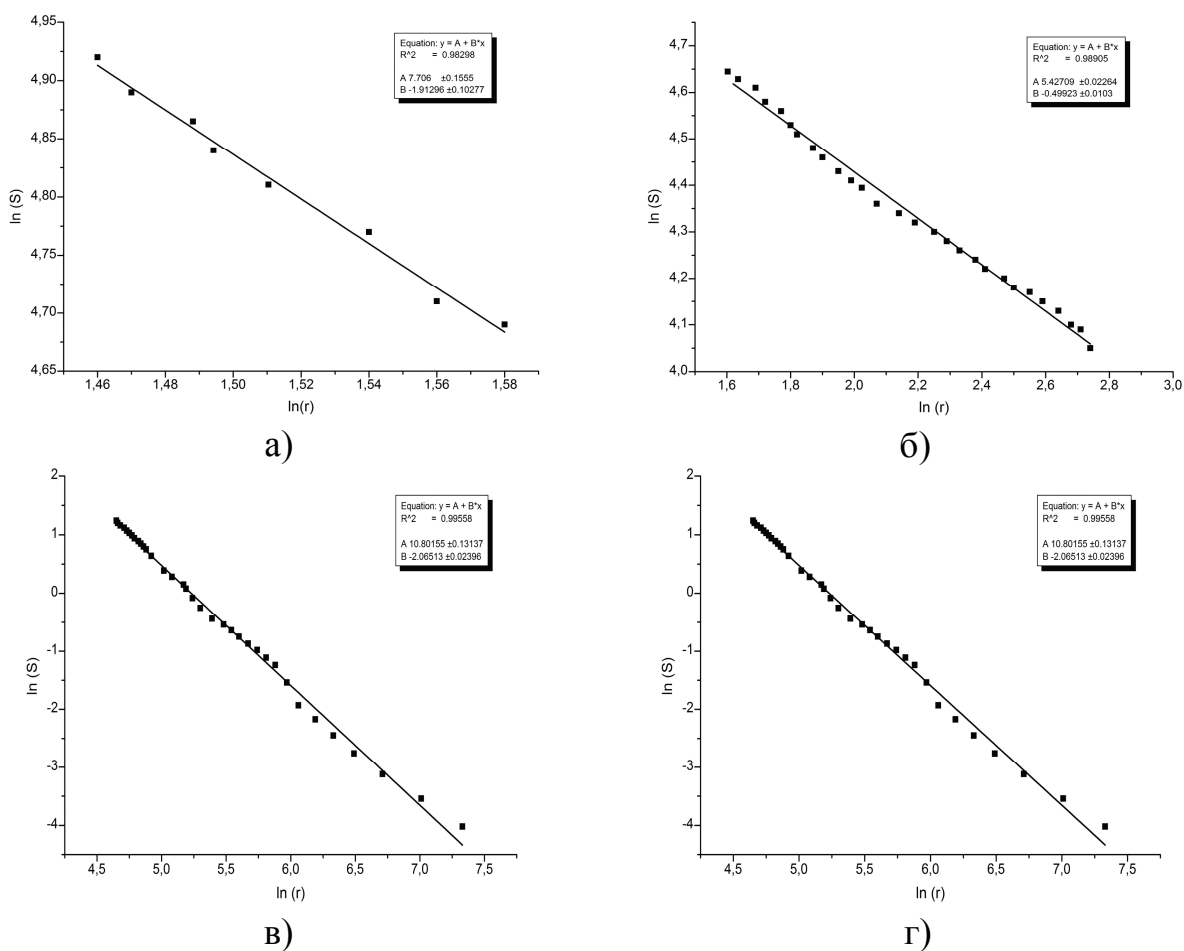 4,95
4,90
4,85
4,80
4,75
4,70
4,65
ln (S)
Equation: y = A + B*x
R^2 = 0.98298
A 7.706 ±0.1555
B -1.91296 ±0.10277
1,46 1,48 1,50 1,52 1,54 1,56 1,58
ln(r)
а)
4,7
4,6
4,5
4,4
4,3
4,2
4,1
4,0
ln (S)
Equation: y = A + B*x
R^2 = 0.98905
A 5.42709 ±0.02264
B -0.49923 ±0.0103
1,6 1,8 2,0 2,2 2,4 2,6 2,8 3,0
ln (r)
б)
2
1
0
-1
-2
-3
-4
ln (S)
Equation: y = A + B*x
R^2 = 0.99558
A 10.80155 ±0.13137
B -2.06513 ±0.02396
4,5 5,0 5,5 6,0 6,5 7,0 7,5
ln (r)
в)
2
1
0
-1
-2
-3
-4
ln (S)
Equation: y = A + B*x
R^2 = 0.99558
A 10.80155 ±0.13137
B -2.06513 ±0.02396
4,5 5,0 5,5 6,0 6,5 7,0 7,5
ln (r)
г)